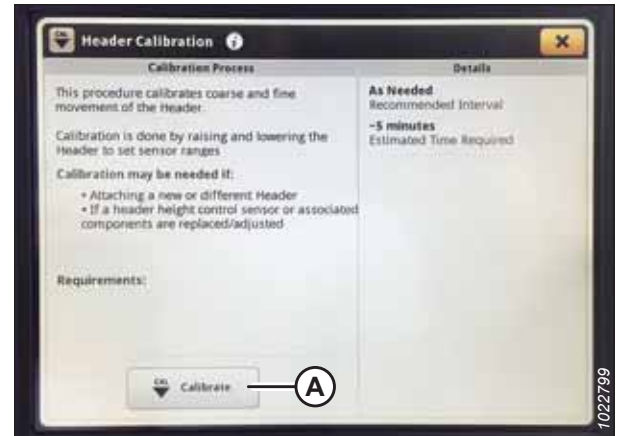 CAL
Header Calibration i
Calibration Process
Details
This procedure calibrates coarse and fine
movement of the Header.
Calibration is done by raising and lowering the
Header to set sensor ranges
Calibration may be needed if:
• Attaching a new or different Header
• If a header height control sensor or associated
components are replaced/adjusted
Requirements:
As Needed
Recommended Interval
~5 minutes
Estimated Time Required
CAL
Calibrate
A
1022799